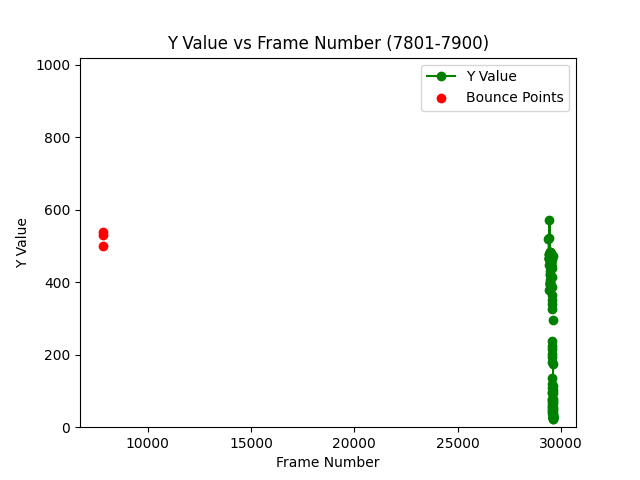 Y Value vs Frame Number (7801-7900)
1000
800
600
400
200
0
Y Value
Y Value
Bounce Points
10000
15000
20000
25000
30000
Frame Number